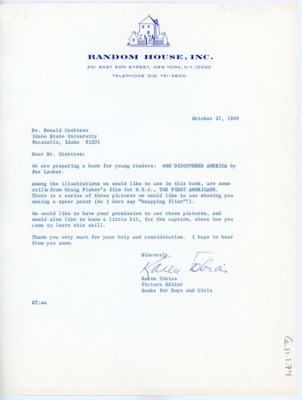 RANDOM HOUSE, INC.
201 EAST 50TH STREET, NEW YORK, N.Y. 10022
TELEPHONE (212) 751-2600
October 27, 1969
Dr. Donald Crabtree
Idaho State University
Pocatello, Idaho 83201
Dear Dr. Crabtree:
We are preparing a book for young readers: WHO DISCOVERED AMERICA by
Pat Lauber.
Among the illustrations we would like to use in this book, are some
stills from Craig Fisher's film for N.B.C., THE FIRST AMERICANS.
There is a series of three pictures we would like to use showing you
making a spear point (do I dare say "knapping flint"?).
We would like to have your permission to use these pictures, and
would also like to know a little bit, for the caption, about how you
came to learn this skill.
Thank you very much for your help and consideration. I hope to hear
from you soon.
Sincerely,
Karen Tobias
Karen Tobias
Picture Editor
Books for Boys and Girls
KT:am